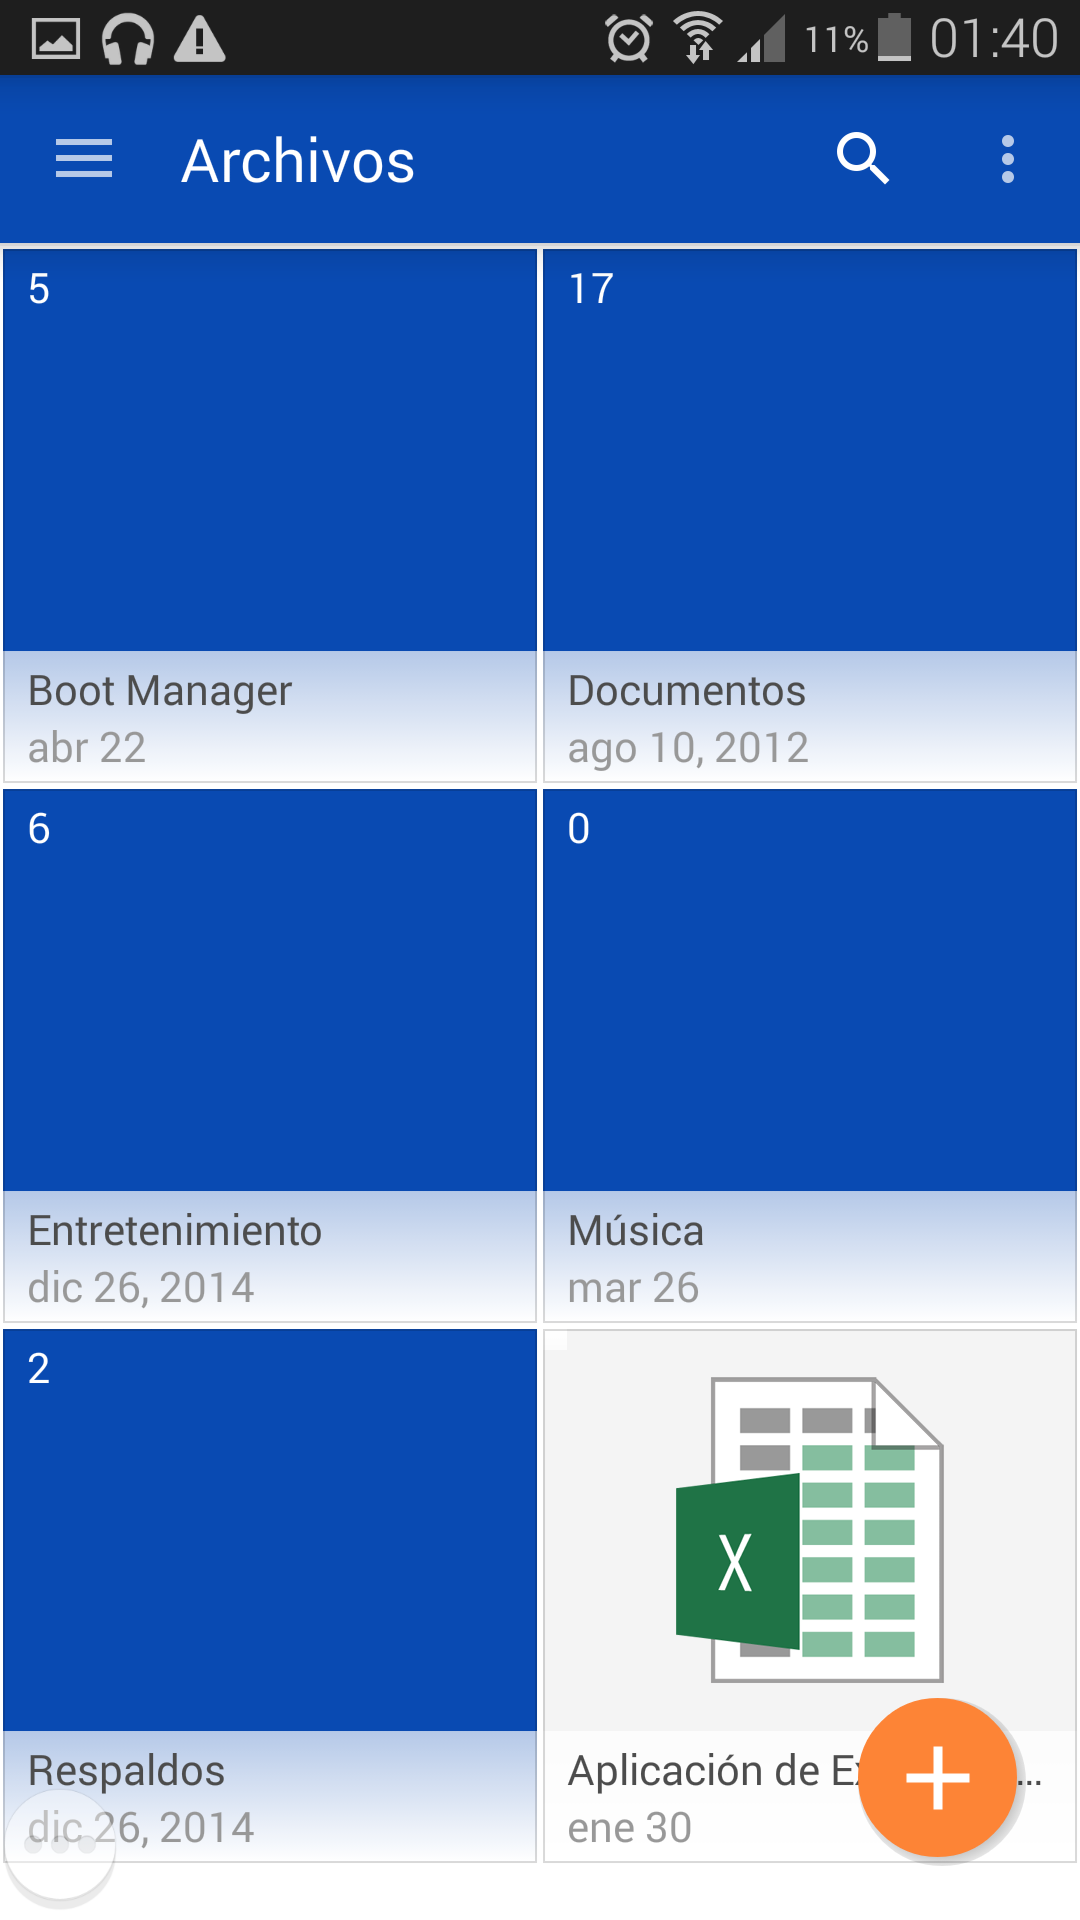 11% 01:40
Archivos
5
17
Boot Manager
abr 22
Documentos
ago 10, 2012
6
0
Entretenimiento
dic 26, 2014
Música
mar 26
2
X
Respaldos
dic 26, 2014
Aplicación de ...
ene 30